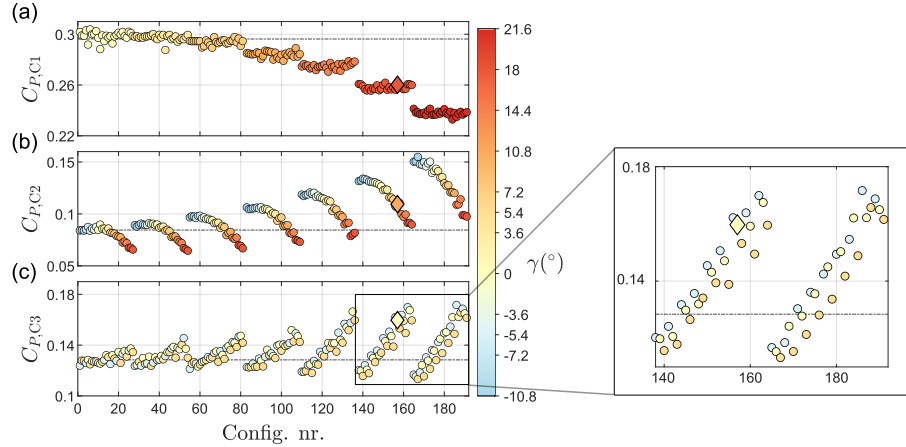 (a)
C_{P,C1}
0.3
0.26
0.22
(b)
C_{P,C2}
0.15
0.1
0.05
(c)
C_{P,C3}
0.18
0.14
0.1
0 20 40 60 80 100 120 140 160 180
Config. nr.
21.6
18
14.4
10.8
7.2
5.4
3.6
0
-3.6
-7.2
-10.8
γ(°)
0.18
0.14
140 160 180